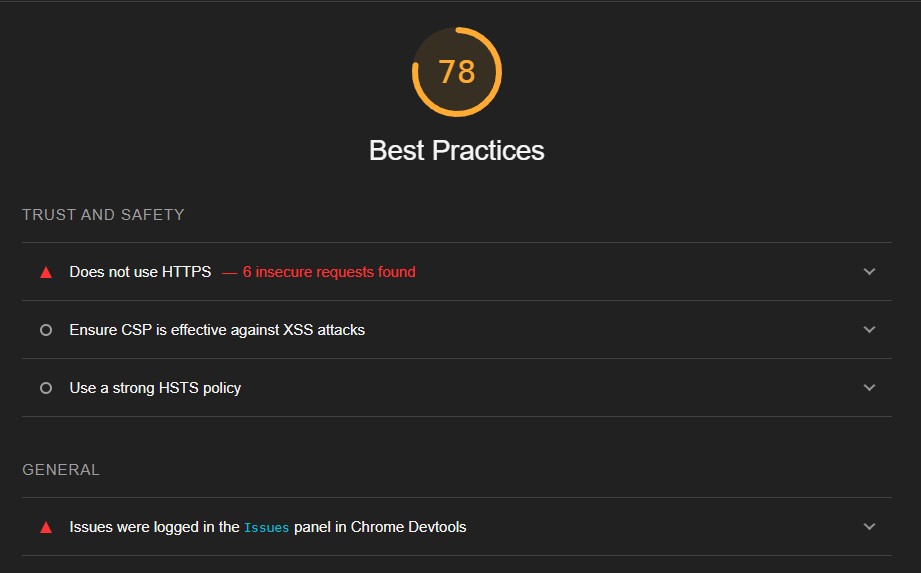 78
Best Practices
TRUST AND SAFETY
Does not use HTTPS — 6 insecure requests found
Ensure CSP is effective against XSS attacks
Use a strong HSTS policy
GENERAL
Issues were logged in the Issues panel in Chrome Devtools